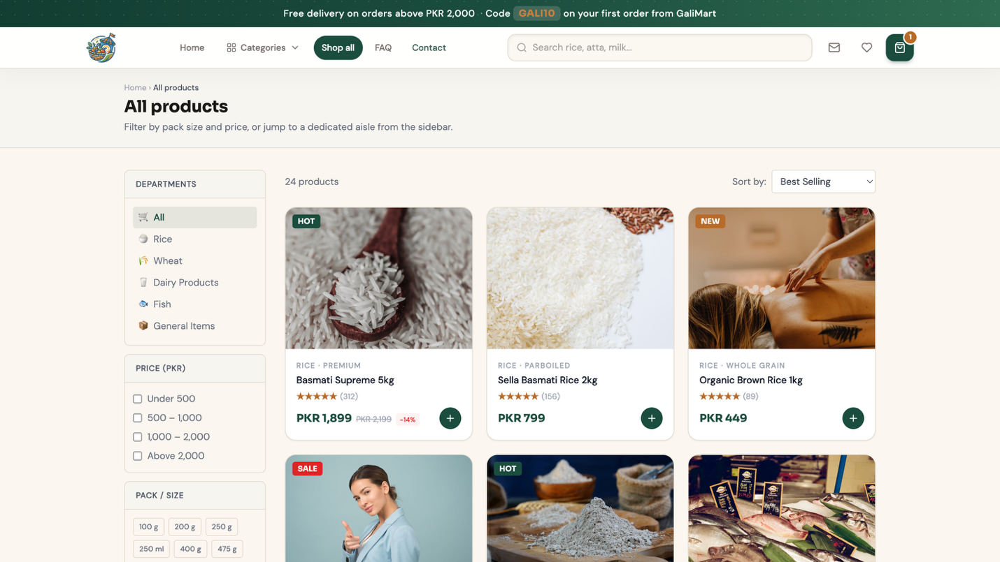 Free delivery on orders above PKR 2,000 · Code GALI10 on your first order from GaliMart
Home
Categories
Shop all
FAQ
Contact
Search rice, atta, milk...
1
Home › All products
All products
Filter by pack size and price, or jump to a dedicated aisle from the sidebar.
DEPARTMENTS
All
Rice
Wheat
Dairy Products
Fish
General Items
PRICE (PKR)
Under 500
500 – 1,000
1,000 – 2,000
Above 2,000
PACK / SIZE
100 g
200 g
250 g
250 ml
400 g
475 g
24 products
Sort by: Best Selling
HOT
RICE · PREMIUM
Basmati Supreme 5kg
★★★★★ (312)
PKR 1,899 PKR 2,199 -14%
RICE · PARBOILED
Sella Basmati Rice 2kg
★★★★★ (156)
PKR 799
NEW
RICE · WHOLE GRAIN
Organic Brown Rice 1kg
★★★★★ (89)
PKR 449
SALE
HOT